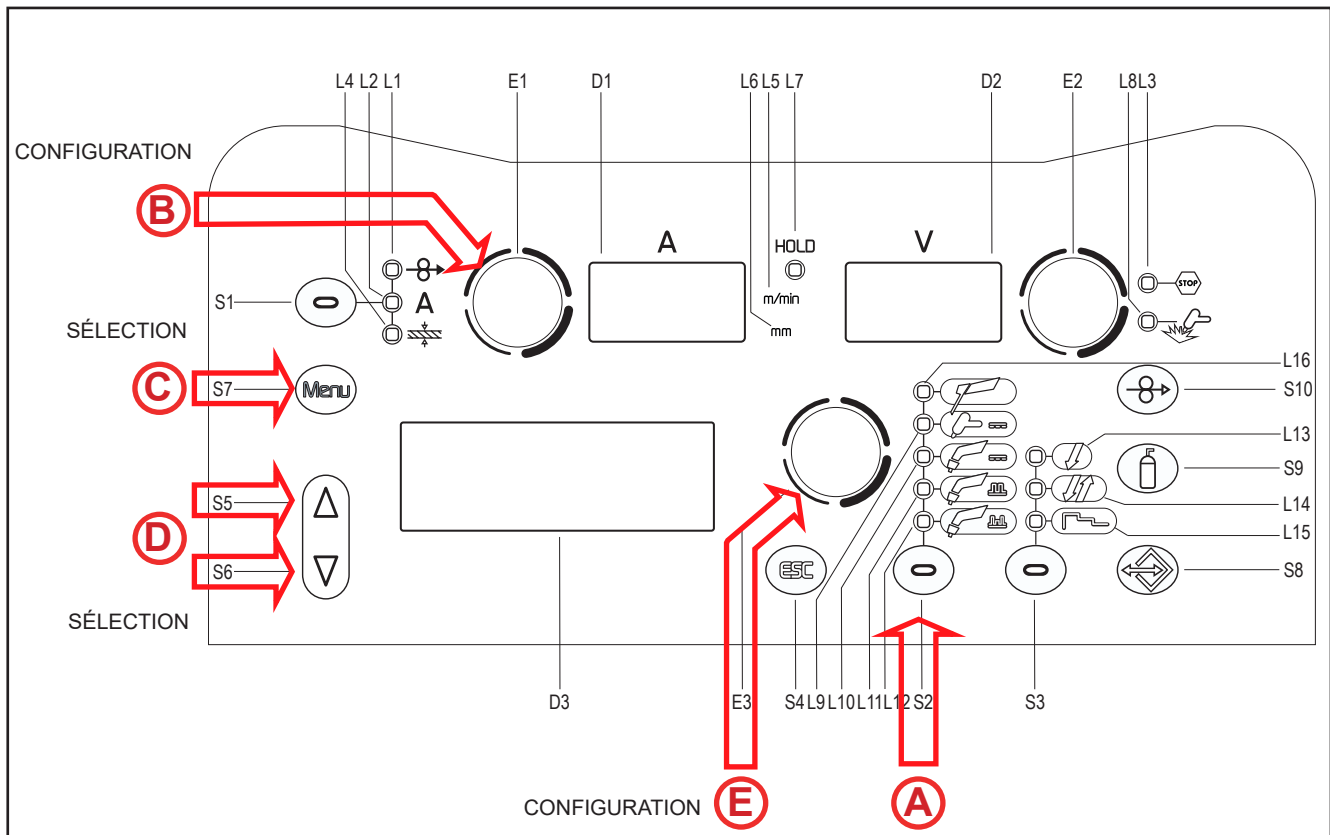 L4 L2 L1 E1 D1 L6 L5 L7 D2 E2 L8 L3
CONFIGURATION
B
A
HOLD
V
STOP
m/min
S1
A
mm
SÉLECTION
L16
C
S7
Menu
S10
L13
S9
S5
L14
D
L15
S6
ESC
S8
SÉLECTION
D3 E3 S4 L9 L10 L11 L12 S2 S3
CONFIGURATION
E
A